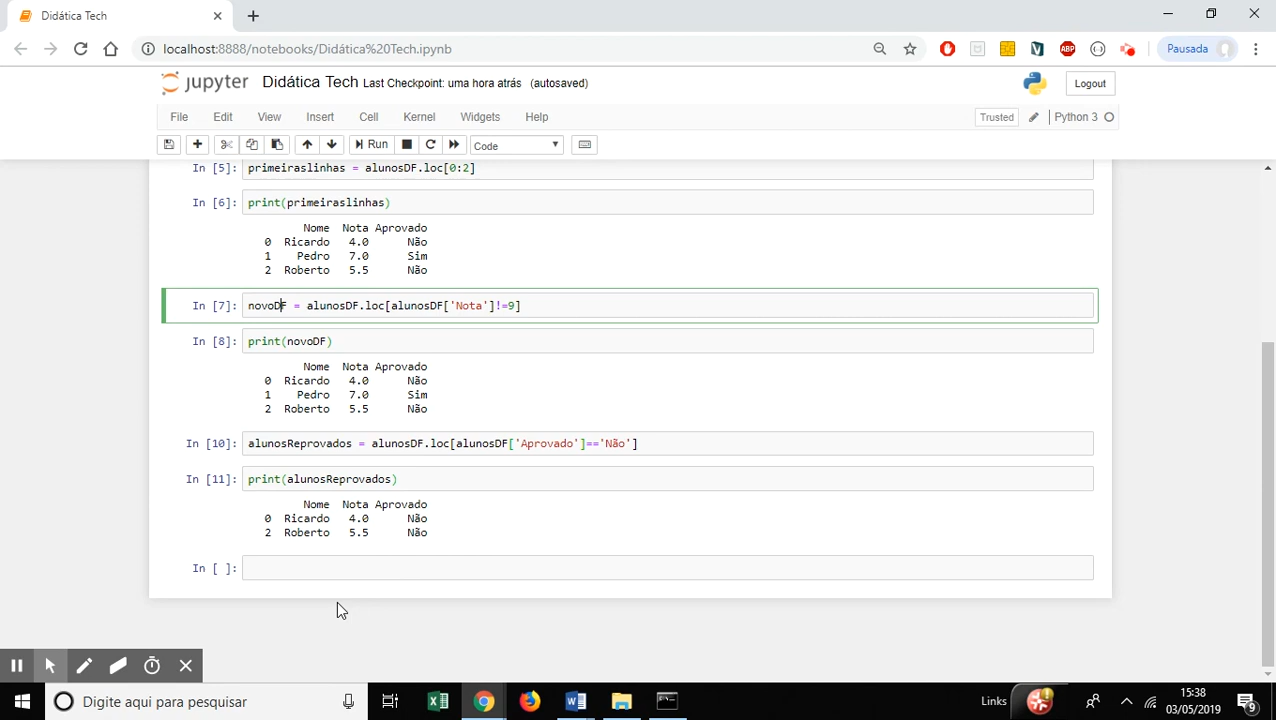 Didática Tech
localhost:8888/notebooks/Didática%20Tech.ipynb
ABP
Pausada
jupyter Didática Tech Last Checkpoint: uma hora atrás (autosaved)
Logout
File Edit View Insert Cell Kernel Widgets Help
Trusted Python 3
Run Code
In [5]: primeiraslinhas = alunosDF.loc[0:2]
In [6]: print(primeiraslinhas)
Nome Nota Aprovado
0 Ricardo 4.0 Não
1 Pedro 7.0 Sim
2 Roberto 5.5 Não
In [7]: novoDF = alunosDF.loc[alunosDF['Nota']!=9]
In [8]: print(novoDF)
Nome Nota Aprovado
0 Ricardo 4.0 Não
1 Pedro 7.0 Sim
2 Roberto 5.5 Não
In [10]: alunosReprovados = alunosDF.loc[alunosDF['Aprovado']=='Não']
In [11]: print(alunosReprovados)
Nome Nota Aprovado
0 Ricardo 4.0 Não
2 Roberto 5.5 Não
In [ ]:
Digite aqui para pesquisar
Links
15:38
03/05/2019
9